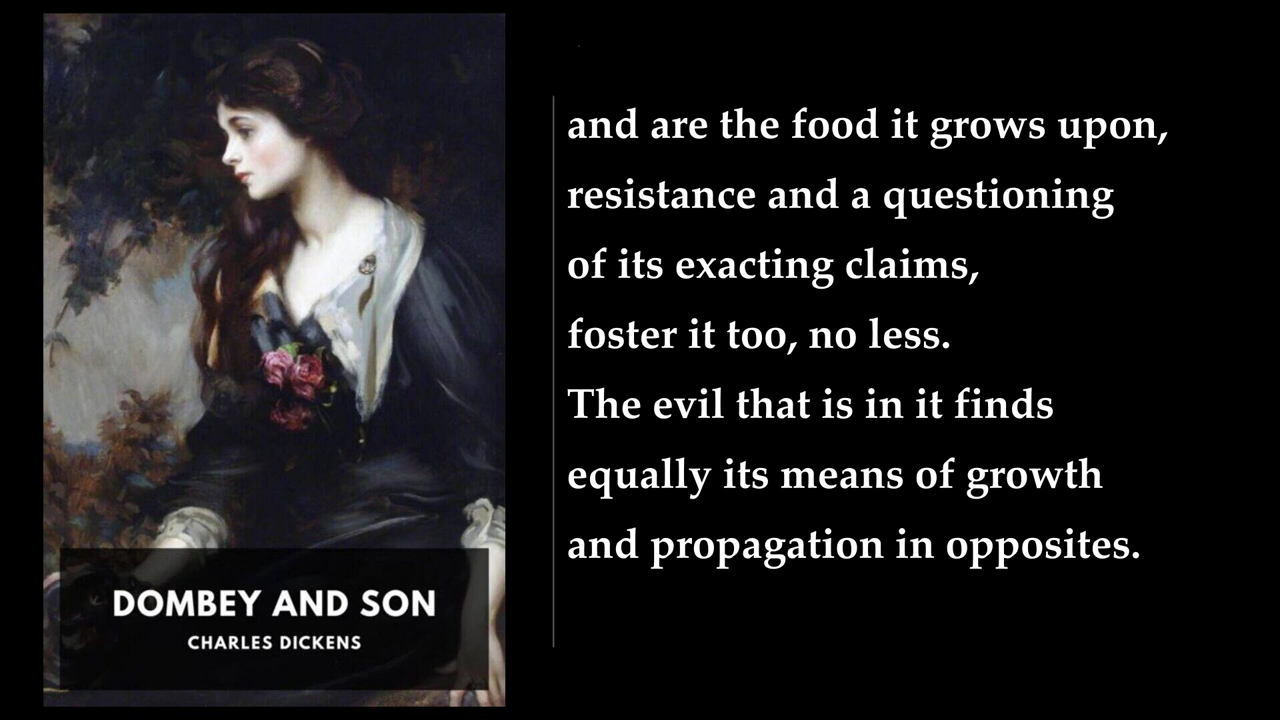 DOMBEY AND SON
CHARLES DICKENS
and are the food it grows upon,
resistance and a questioning
of its exacting claims,
foster it too, no less.
The evil that is in it finds
equally its means of growth
and propagation in opposites.